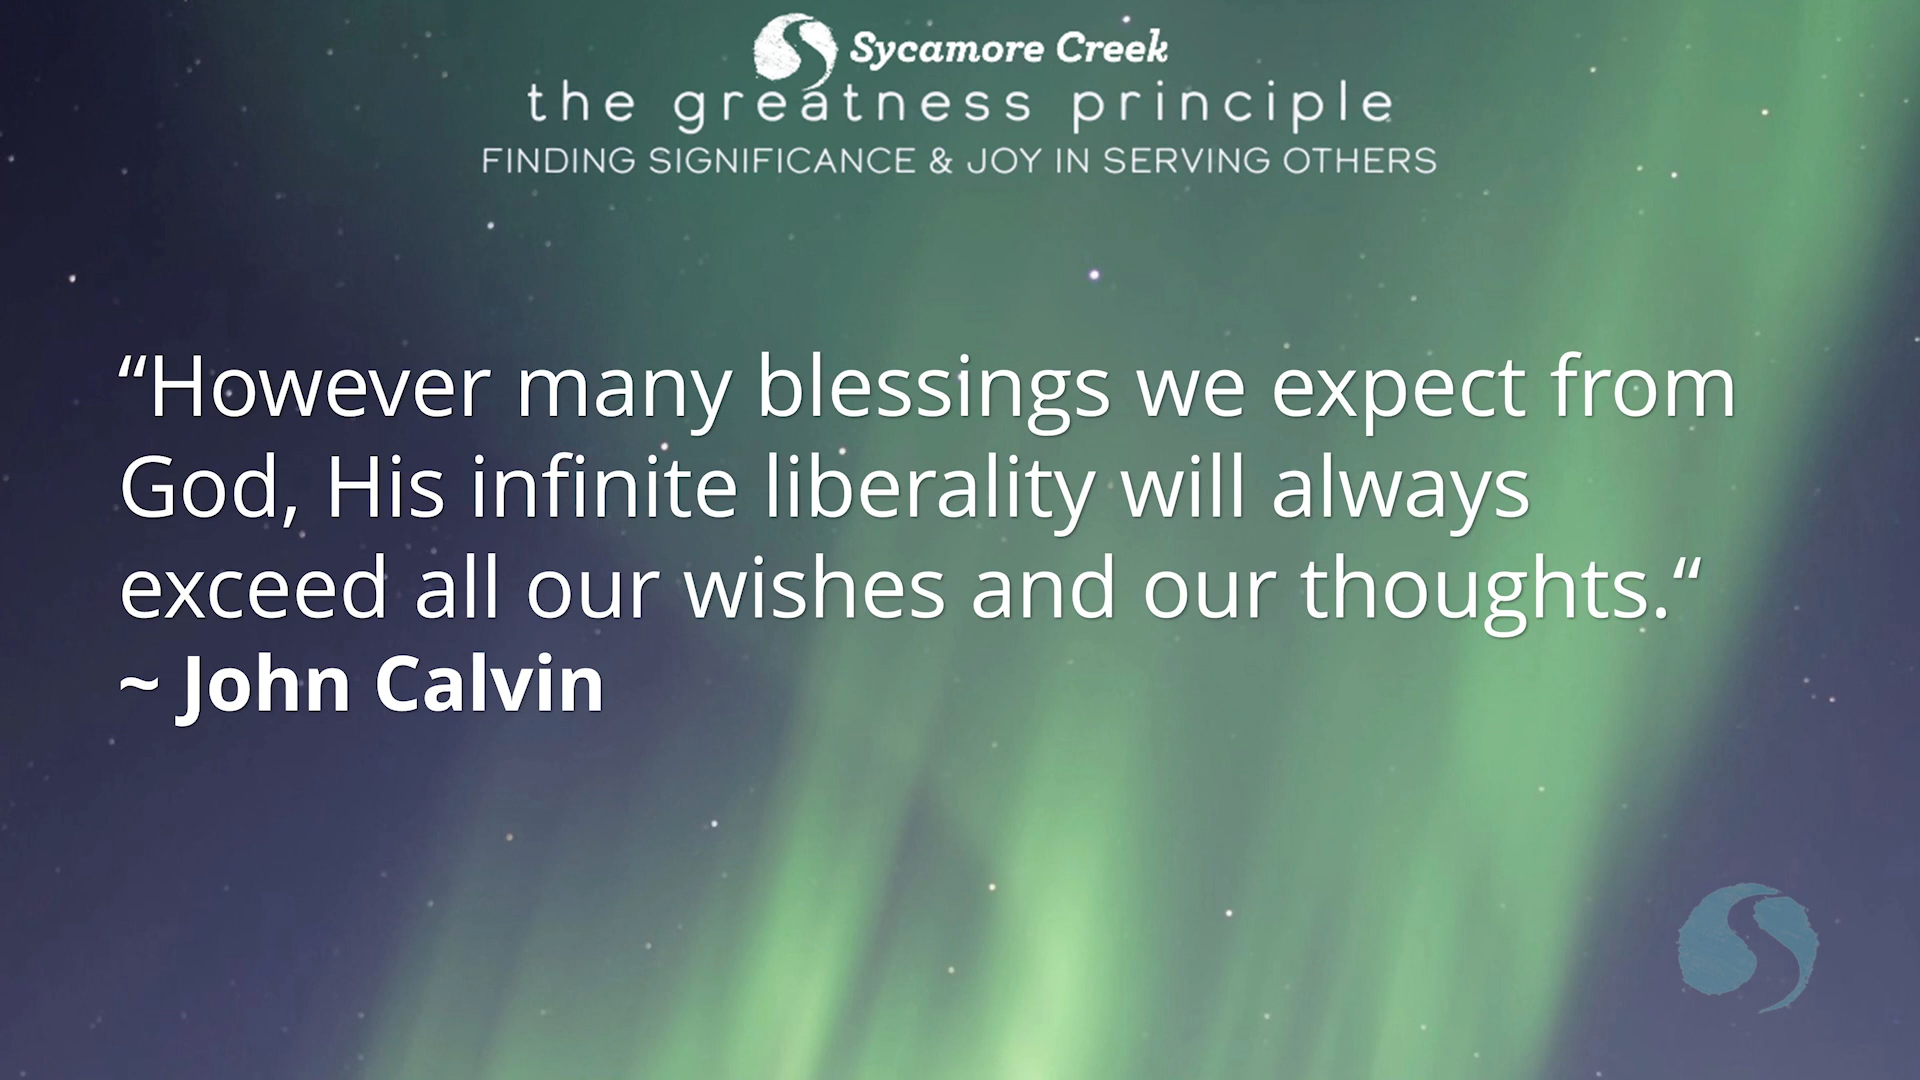 Sycamore Creek
the greatness principle
FINDING SIGNIFICANCE & JOY IN SERVING OTHERS
“However many blessings we expect from
God, His infinite liberality will always
exceed all our wishes and our thoughts.“
~ John Calvin